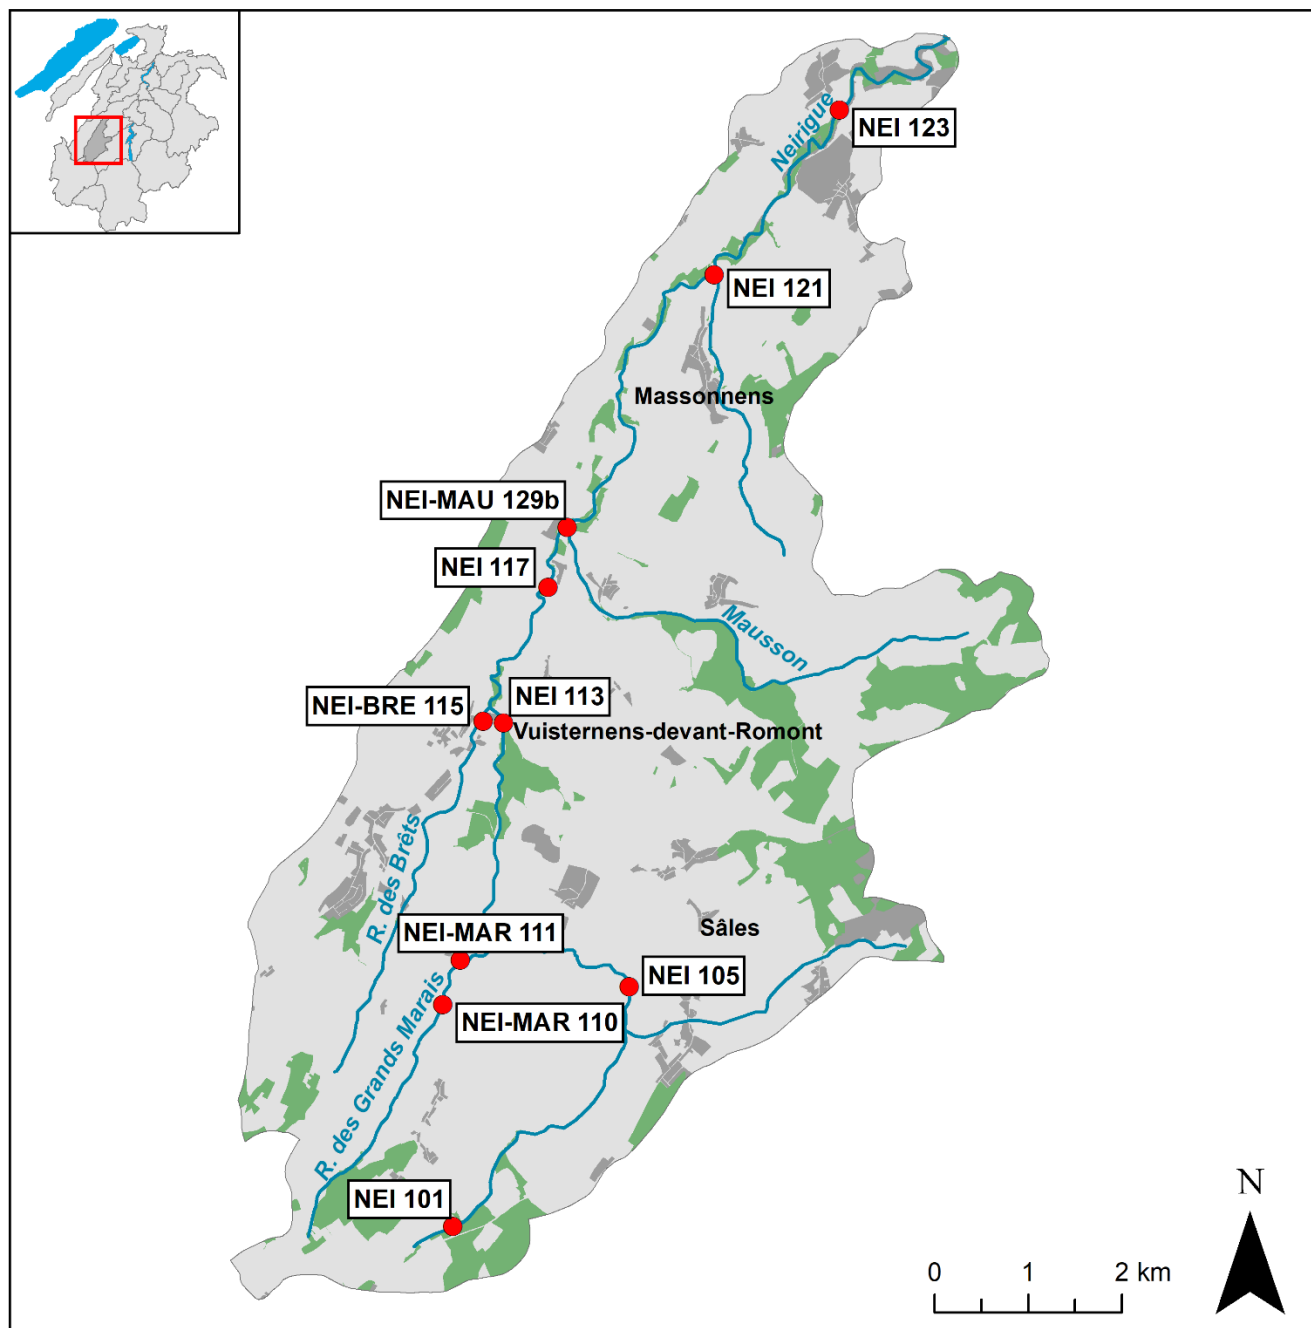 NEI 123
Neirigue
NEI 121
Massonnens
NEI-MAU 129b
NEI 117
Mausson
NEI-BRE 115
NEI 113
Vuisternens-devant-Romont
R. des Brêts
Sâles
NEI-MAR 111
NEI 105
NEI-MAR 110
R. des Grands Marais
NEI 101
N
0 1 2 km